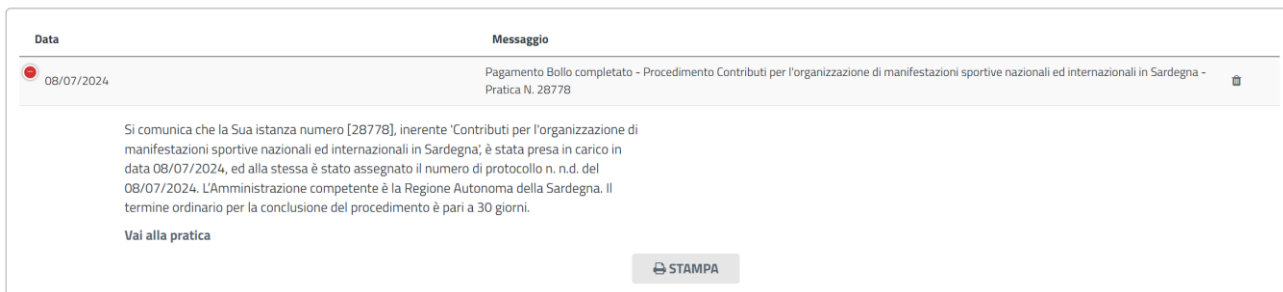 Data Messaggio
08/07/2024
Pagamento Bollo completato - Procedimento Contributi per l'organizzazione di manifestazioni sportive nazionali ed internazionali in Sardegna -
Pratica N. 28778
Si comunica che la Sua istanza numero [28778], inerente 'Contributi per l'organizzazione di
manifestazioni sportive nazionali ed internazionali in Sardegna', è stata presa in carico in
data 08/07/2024, ed alla stessa è stato assegnato il numero di protocollo n. n.d. del
08/07/2024. L'Amministrazione competente è la Regione Autonoma della Sardegna. Il
termine ordinario per la conclusione del procedimento è pari a 30 giorni.
Vai alla pratica
STAMPA